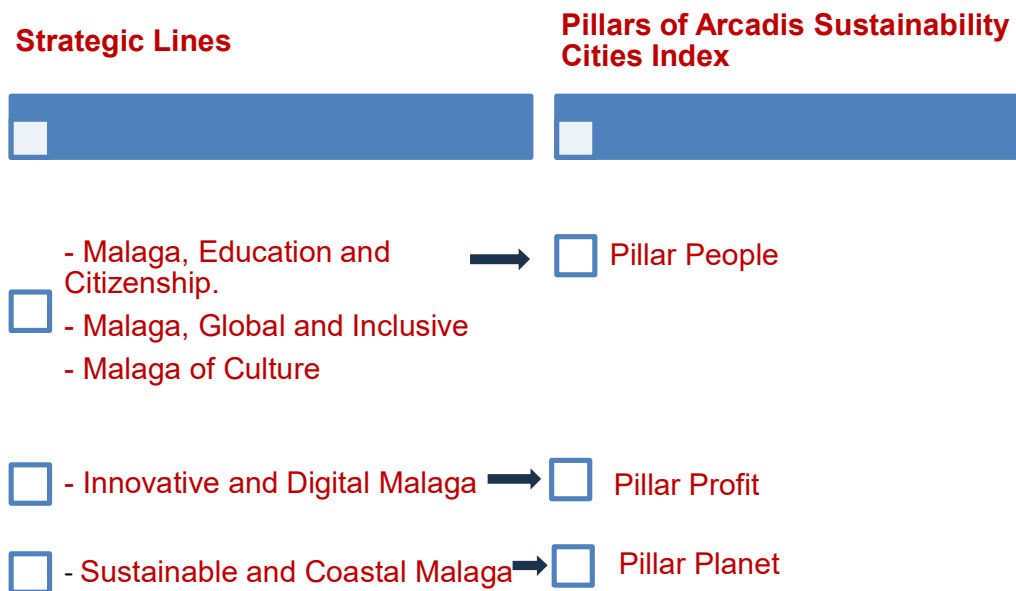 Strategic Lines
Pillars of Arcadis Sustainability
Cities Index
- Malaga, Education and
Citizenship.
- Malaga, Global and Inclusive
- Malaga of Culture
Pillar People
- Innovative and Digital Malaga
Pillar Profit
- Sustainable and Coastal Malaga
Pillar Planet